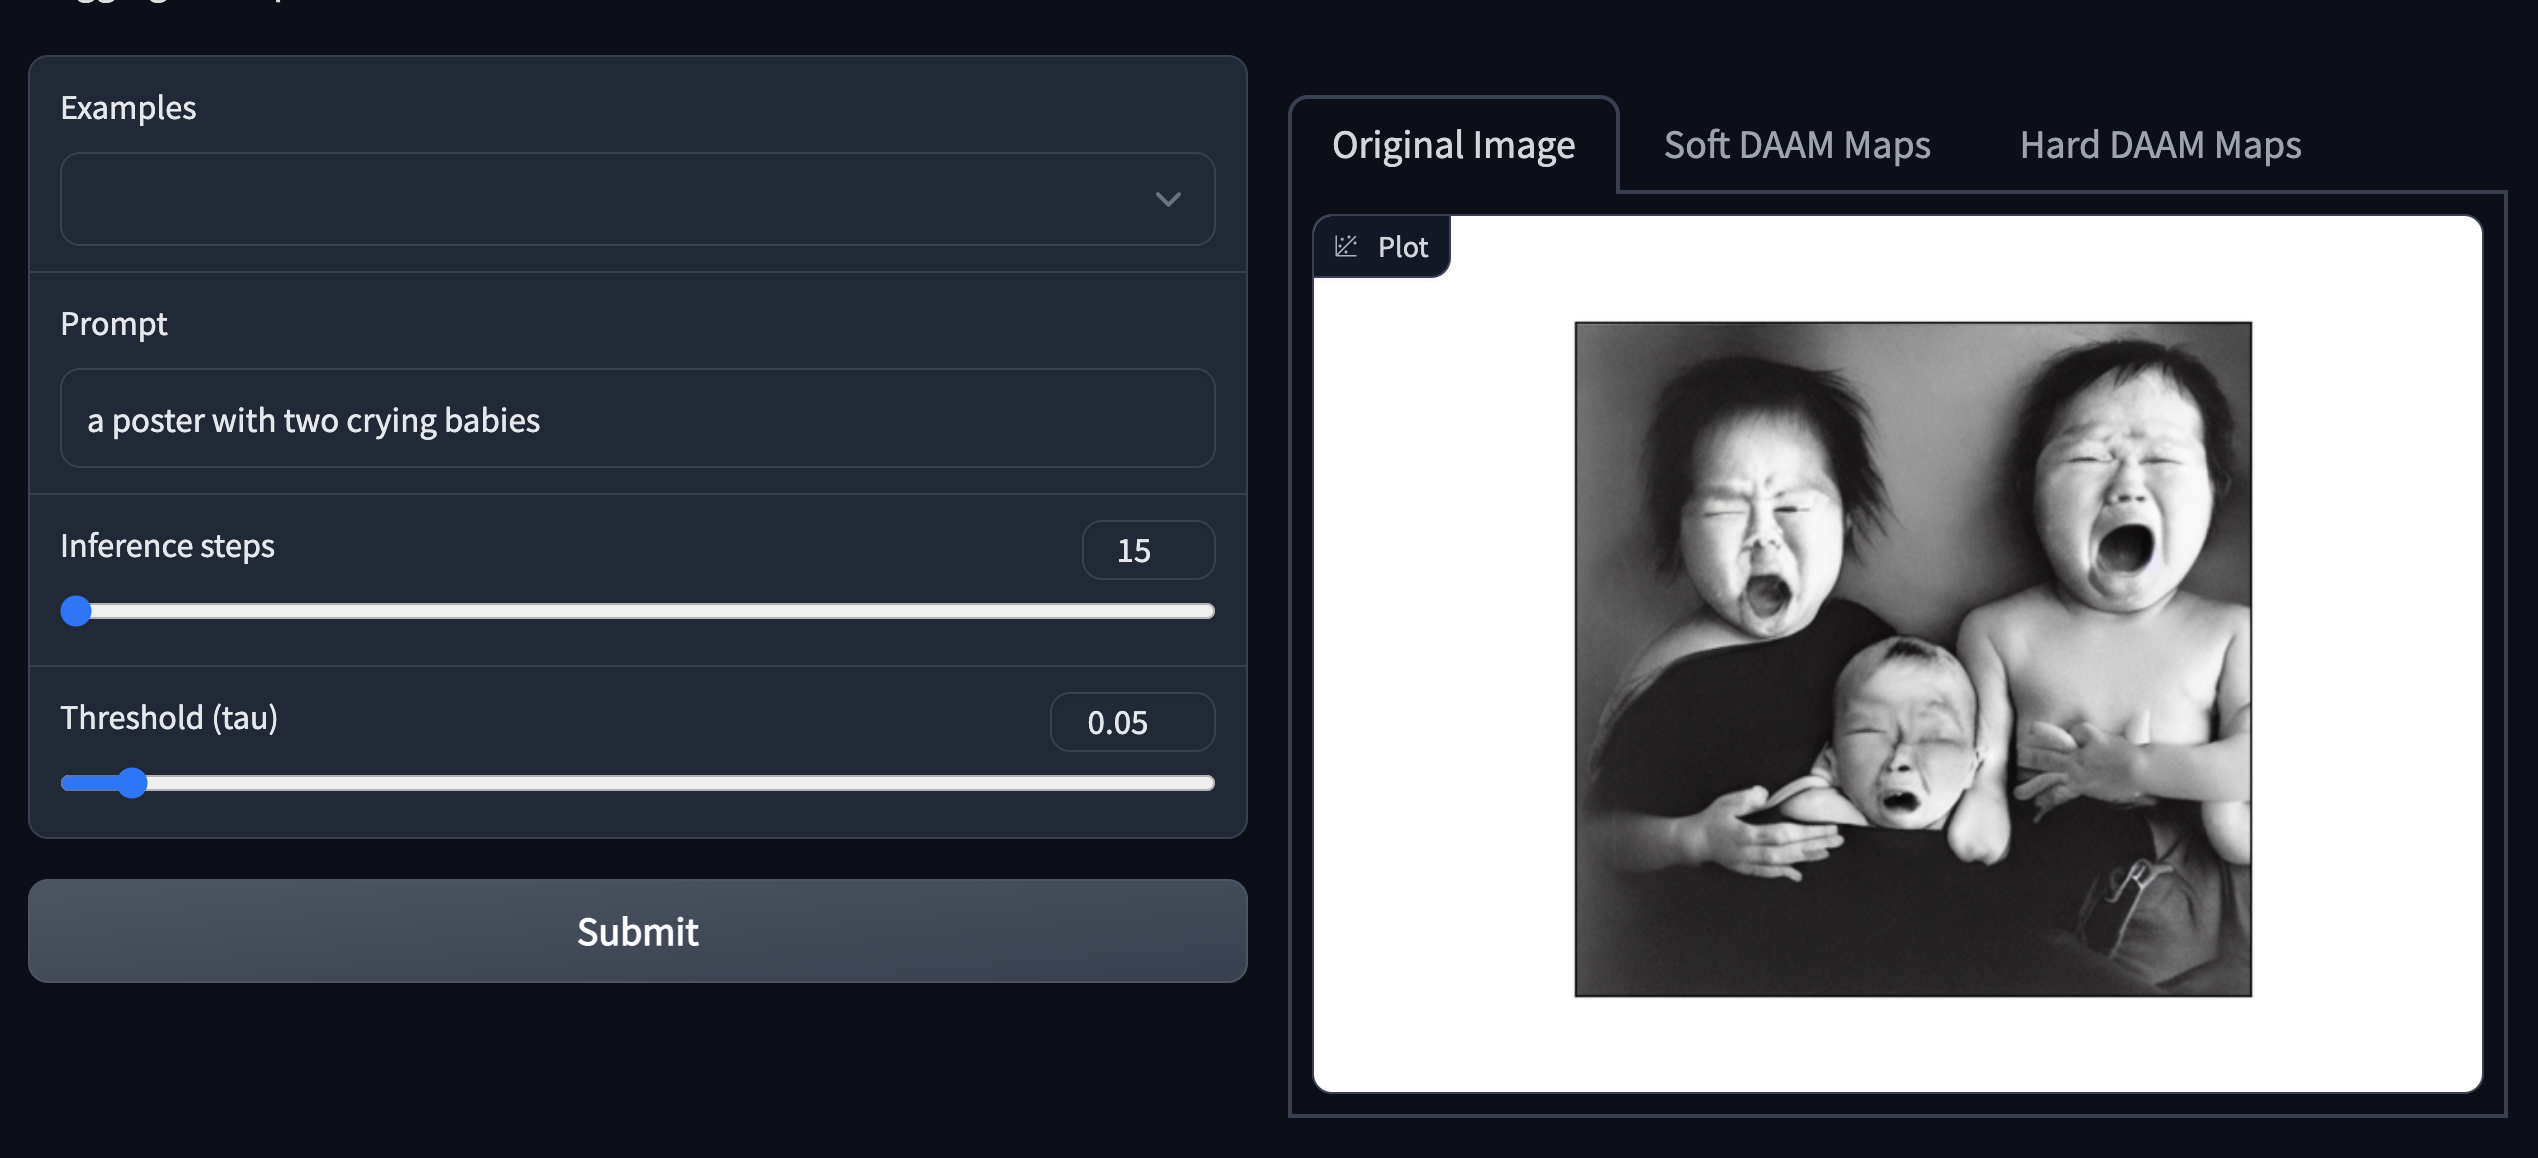 Examples
Prompt
a poster with two crying babies
Inference steps
15
Threshold (tau)
0.05
Submit
Original Image
Soft DAAM Maps
Hard DAAM Maps
Plot